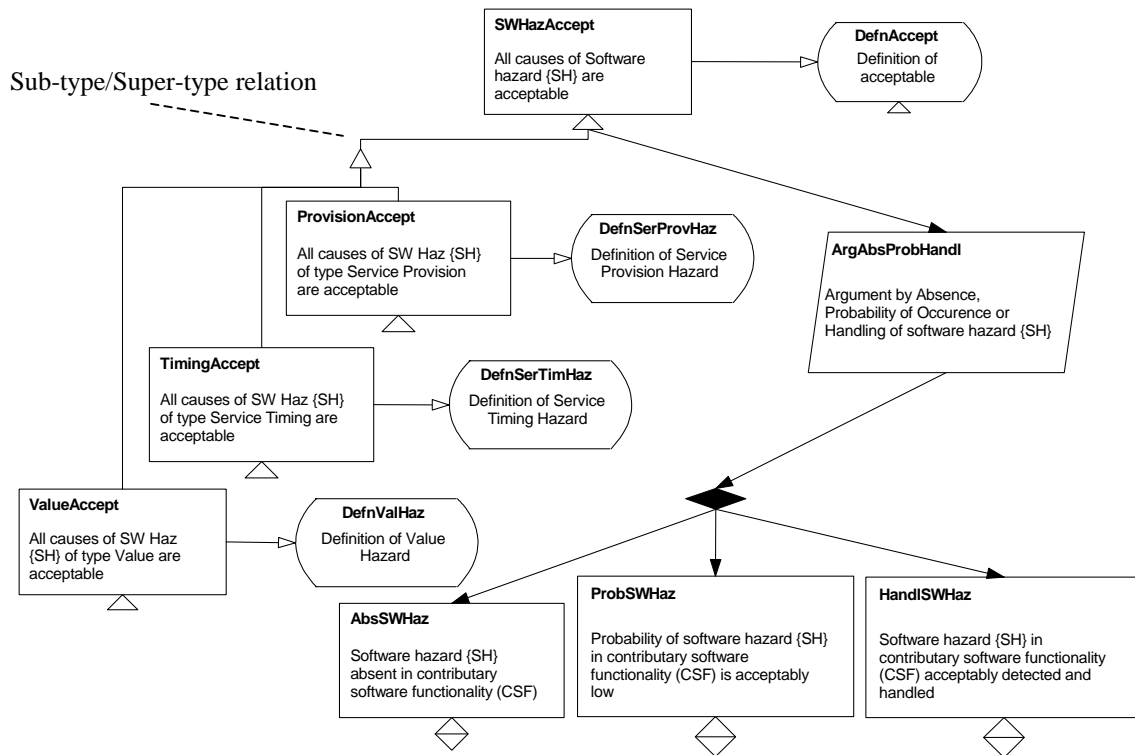 SWHazAccept
All causes of Software
hazard {SH} are
acceptable
DefnAccept
Definition of
acceptable
Sub-type/Super-type relation
ProvisionAccept
All causes of SW Haz {SH}
of type Service Provision
are acceptable
DefnSerProvHaz
Definition of Service
Provision Hazard
ArgAbsProbHandl
Argument by Absence,
Probability of Occurence or
Handling of software hazard {SH}
TimingAccept
All causes of SW Haz {SH}
of type Service Timing are
acceptable
DefnSerTimHaz
Definition of Service
Timing Hazard
ValueAccept
All causes of SW Haz
{SH} of type Value are
acceptable
DefnValHaz
Definition of Value
Hazard
AbsSWHaz
Software hazard {SH}
absent in contributary
software functionality (CSF)
ProbSWHaz
Probability of software hazard {SH}
in contributary software
functionality (CSF) is acceptably
low
HandlSWHaz
Software hazard {SH} in
contributary software functionality
(CSF) acceptably detected and
handled